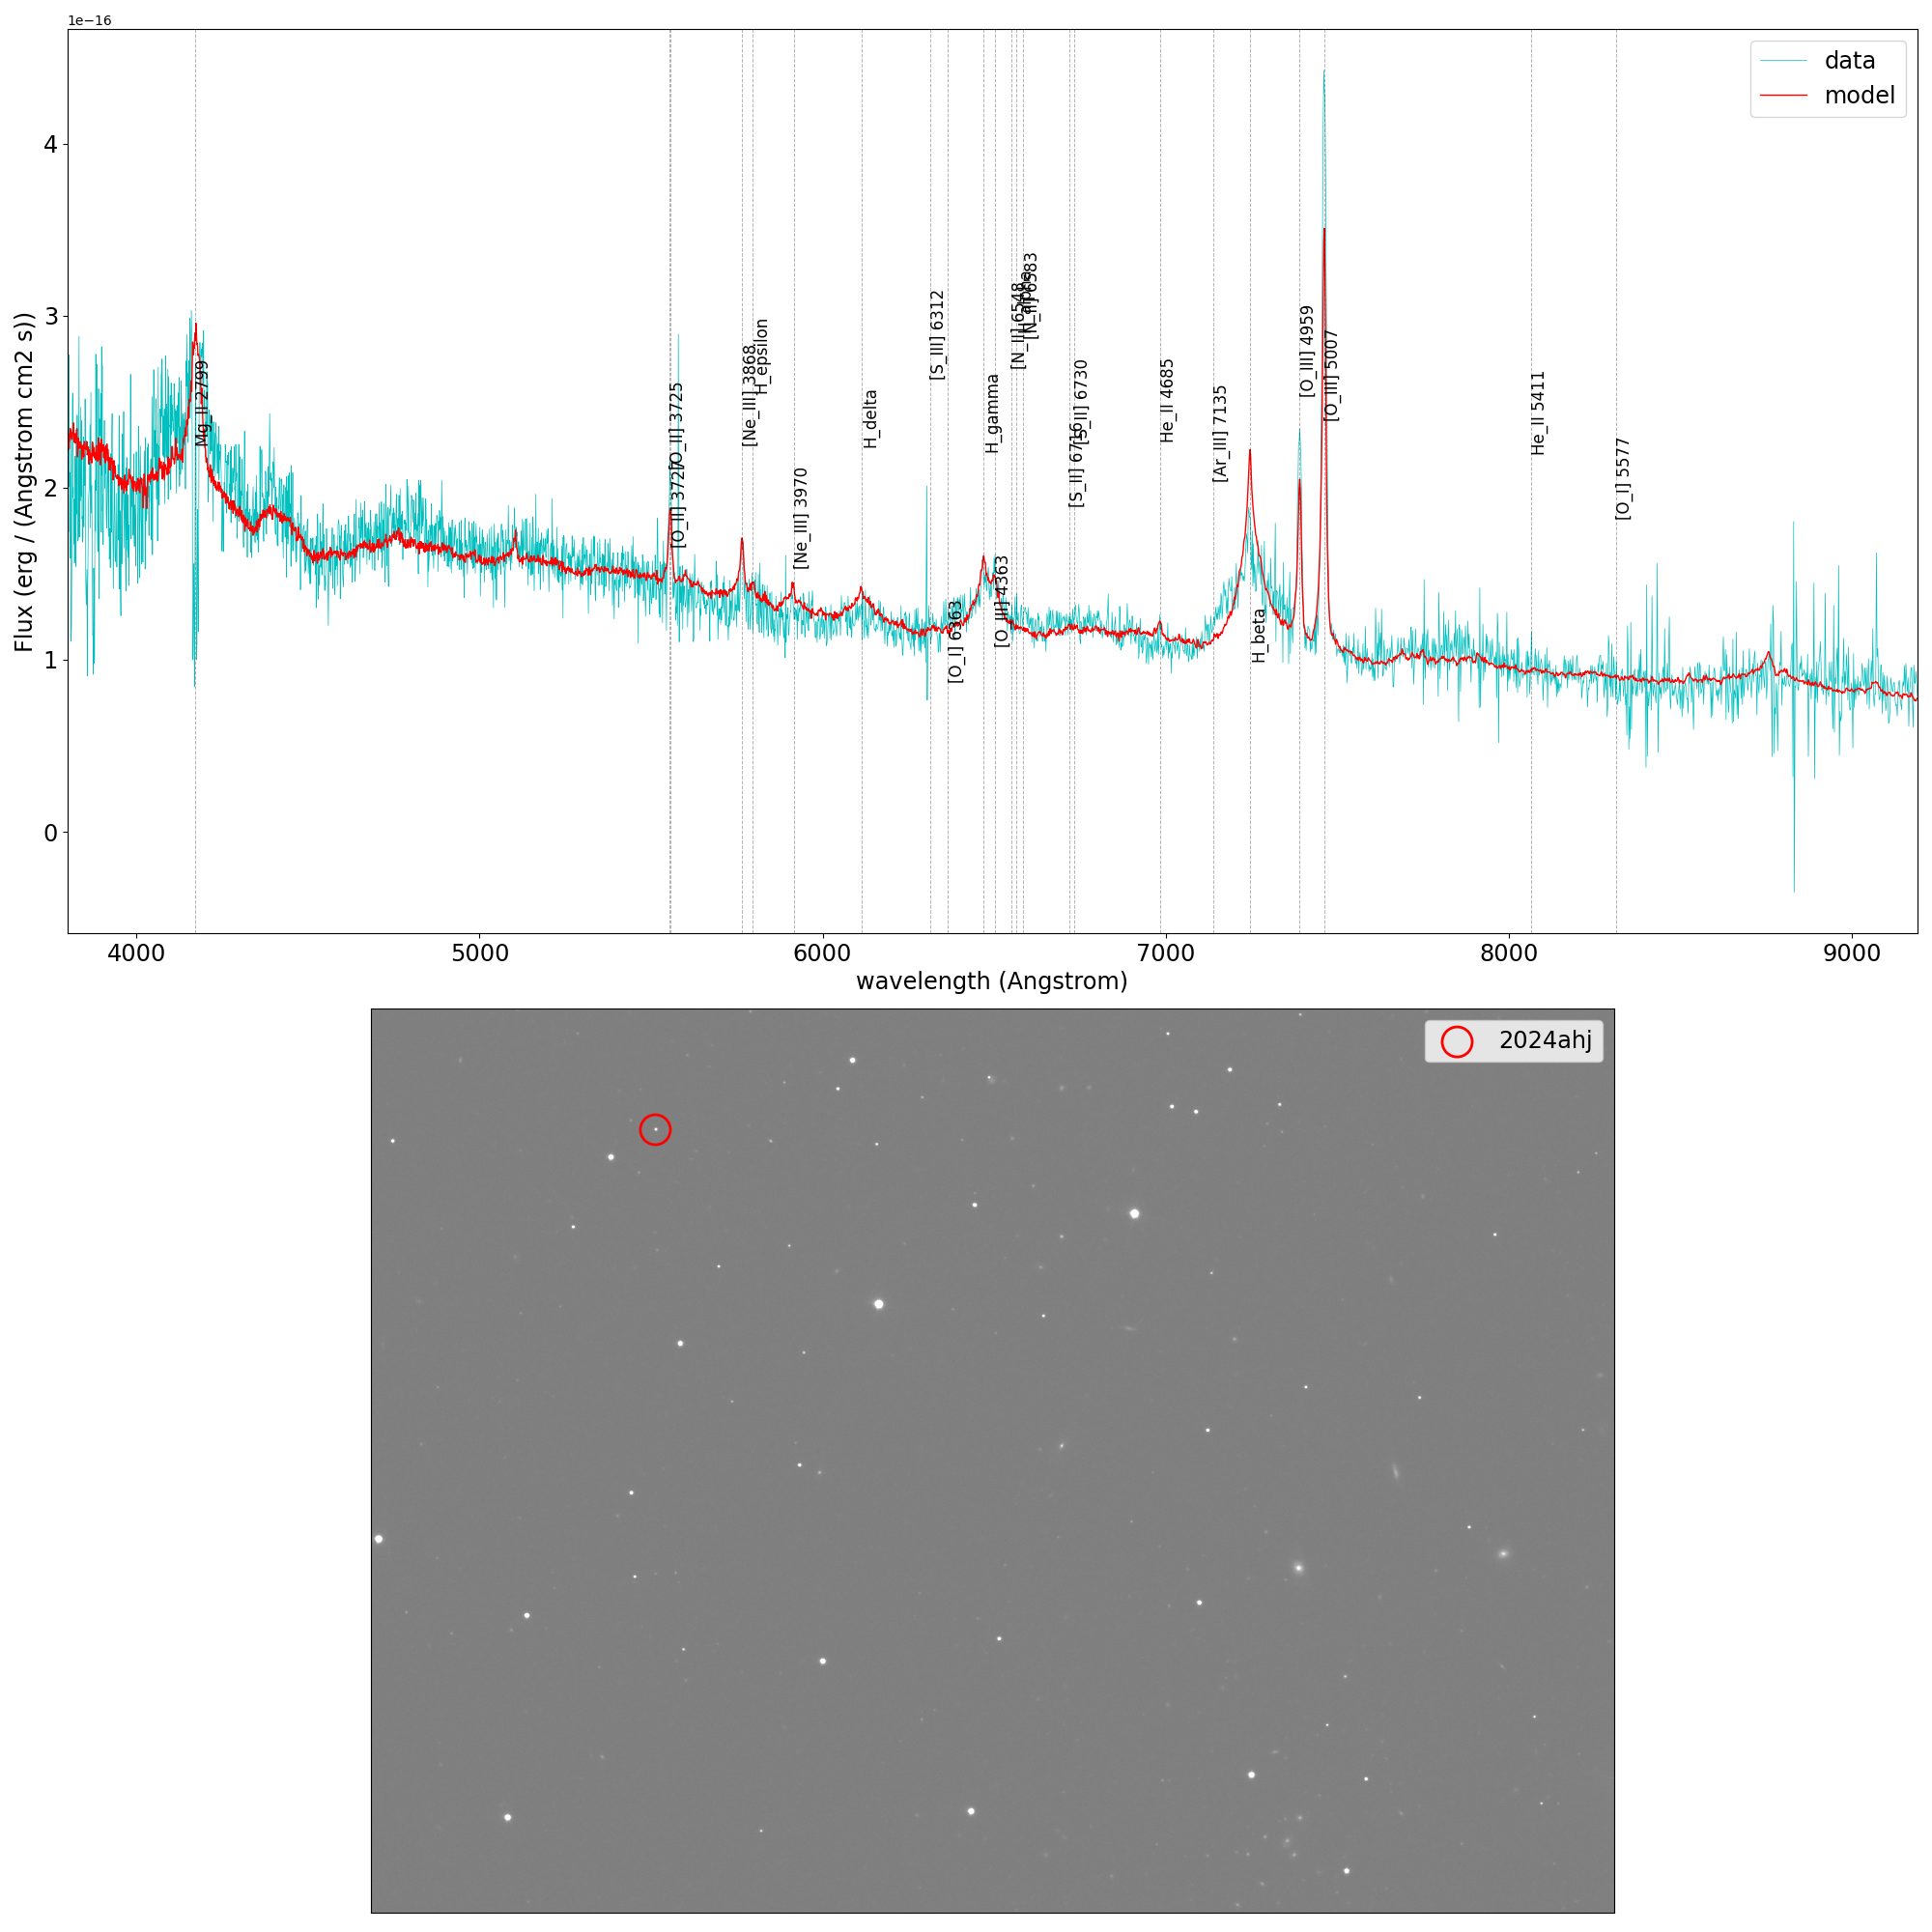 1e−16
data
model
Flux (erg / (Angstrom cm2 s))
4
3
2
1
0
Mg_II 2799
[O_II] 3725
[O_II] 3727
[Ne_III] 3868
H_epsilon
[Ne_III] 3970
H_delta
[S_III] 6312
[O_I] 6363
H_gamma
[O_III] 4363
[N_II] 6548
H_alpha
[N_II] 6583
[S_II] 6716
[S_II] 6730
He_II 4685
[Ar_III] 7135
H_beta
[O_III] 4959
[O_III] 5007
He_II 5411
[O_I] 5577
4000 5000 6000 7000 8000 9000
wavelength (Angstrom)
2024ahj